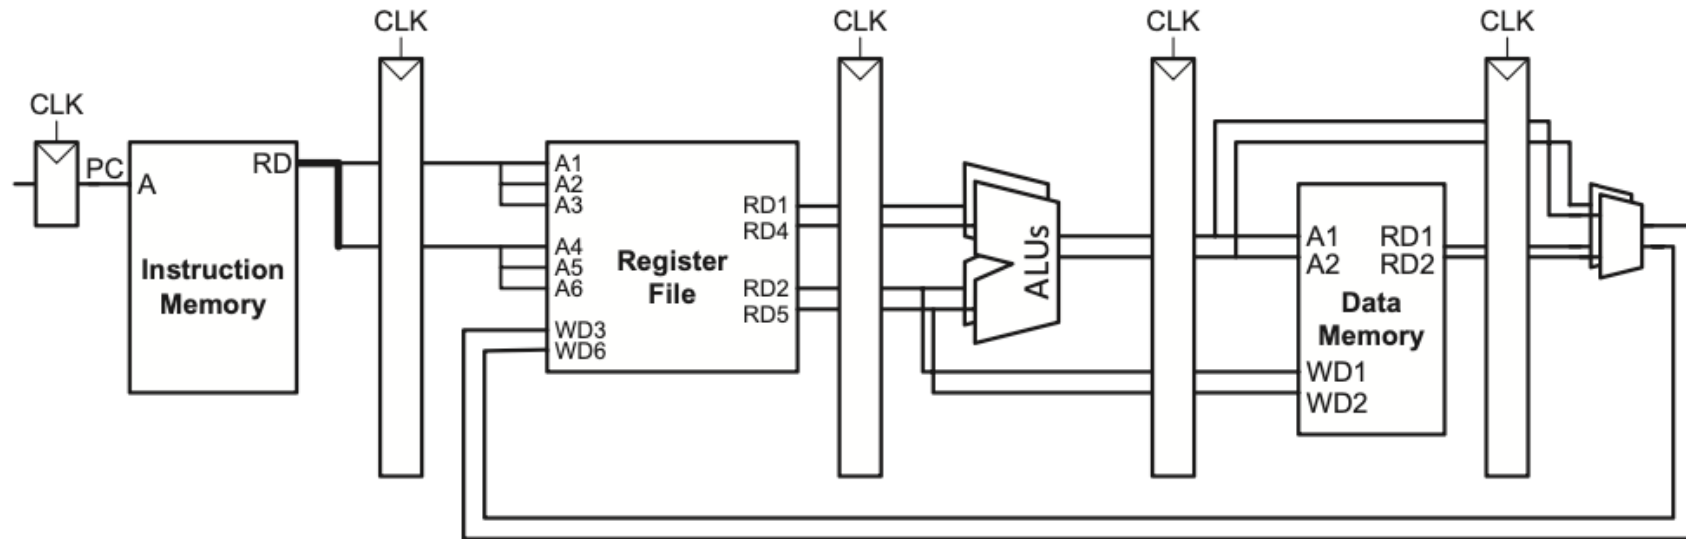 CLK
CLK
CLK
CLK
CLK
PC
A
RD
Instruction
Memory
A1
A2
A3
A4
A5
A6
WD3
WD6
Register
File
RD1
RD4
RD2
RD5
ALUs
A1
A2
RD1
RD2
Data
Memory
WD1
WD2